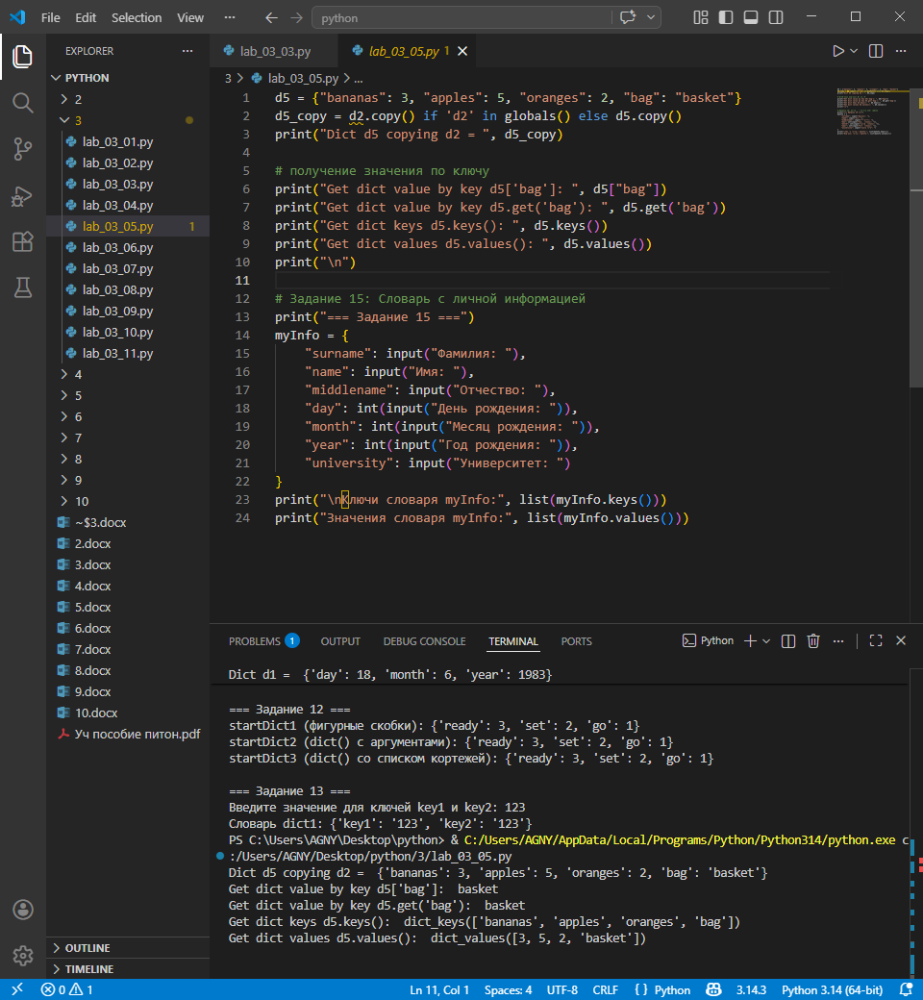 File Edit Selection View ··· python
EXPLORER ···
PYTHON
2
3
lab_03_01.py
lab_03_02.py
lab_03_03.py
lab_03_04.py
lab_03_05.py 1
lab_03_06.py
lab_03_07.py
lab_03_08.py
lab_03_09.py
lab_03_10.py
lab_03_11.py
4
5
6
7
8
9
10
~$3.docx
2.docx
3.docx
4.docx
5.docx
6.docx
7.docx
8.docx
9.docx
10.docx
Уч пособие питон.pdf
OUTLINE
TIMELINE
lab_03_03.py lab_03_05.py 1
3 > lab_03_05.py > ...
1 d5 = {"bananas": 3, "apples": 5, "oranges": 2, "bag": "basket"}
2 d5_copy = d2.copy() if 'd2' in globals() else d5.copy()
3 print("Dict d5 copying d2 = ", d5_copy)
4
5 # получение значения по ключу
6 print("Get dict value by key d5['bag']: ", d5["bag"])
7 print("Get dict value by key d5.get('bag'): ", d5.get('bag'))
8 print("Get dict keys d5.keys(): ", d5.keys())
9 print("Get dict values d5.values(): ", d5.values())
10 print("\n")
11
12 # Задание 15: Словарь с личной информацией
13 print("=== Задание 15 ===")
14 myInfo = {
15     "surname": input("Фамилия: "),
16     "name": input("Имя: "),
17     "middlename": input("Отчество: "),
18     "day": int(input("День рождения: ")),
19     "month": int(input("Месяц рождения: ")),
20     "year": int(input("Год рождения: ")),
21     "university": input("Университет: ")
22 }
23 print("\nКлючи словаря myInfo:", list(myInfo.keys()))
24 print("Значения словаря myInfo:", list(myInfo.values()))
PROBLEMS 1 OUTPUT DEBUG CONSOLE TERMINAL PORTS Python
Dict d1 =  {'day': 18, 'month': 6, 'year': 1983}
=== Задание 12 ===
startDict1 (фигурные скобки): {'ready': 3, 'set': 2, 'go': 1}
startDict2 (dict() с аргументами): {'ready': 3, 'set': 2, 'go': 1}
startDict3 (dict() со списком кортежей): {'ready': 3, 'set': 2, 'go': 1}
=== Задание 13 ===
Введите значение для ключей key1 и key2: 123
Словарь dict1: {'key1': '123', 'key2': '123'}
PS C:\Users\AGNY\Desktop\python> & C:/Users/AGNY/AppData/Local/Programs/Python/Python314/python.exe c
:/Users/AGNY/Desktop/python/3/lab_03_05.py
Dict d5 copying d2 =  {'bananas': 3, 'apples': 5, 'oranges': 2, 'bag': 'basket'}
Get dict value by key d5['bag']:  basket
Get dict value by key d5.get('bag'):  basket
Get dict keys d5.keys():  dict_keys(['bananas', 'apples', 'oranges', 'bag'])
Get dict values d5.values():  dict_values([3, 5, 2, 'basket'])
0 1 Ln 11, Col 1 Spaces: 4 UTF-8 CRLF { } Python 3.14.3 Python 3.14 (64-bit)